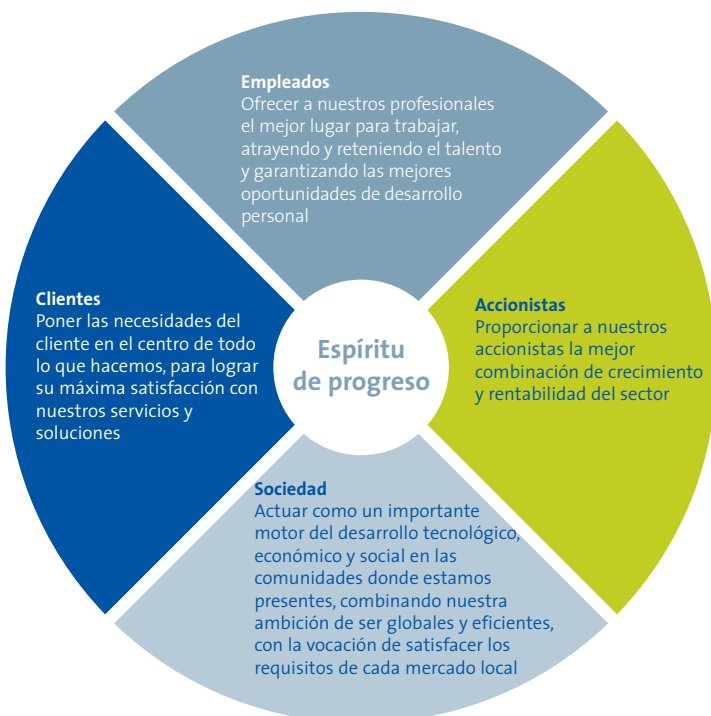 Empleados
Ofrecer a nuestros profesionales
el mejor lugar para trabajar,
atrayendo y reteniendo el talento
y garantizando las mejores
oportunidades de desarrollo
personal
Clientes
Poner las necesidades del
cliente en el centro de todo
lo que hacemos, para lograr
su máxima satisfacción con
nuestros servicios y
soluciones
Espíritu
de progreso
Accionistas
Proporcionar a nuestros
accionistas la mejor
combinación de crecimiento
y rentabilidad del sector
Sociedad
Actuar como un importante
motor del desarrollo tecnológico,
económico y social en las
comunidades donde estamos
presentes, combinando nuestra
ambición de ser globales y eficientes,
con la vocación de satisfacer los
requisitos de cada mercado local